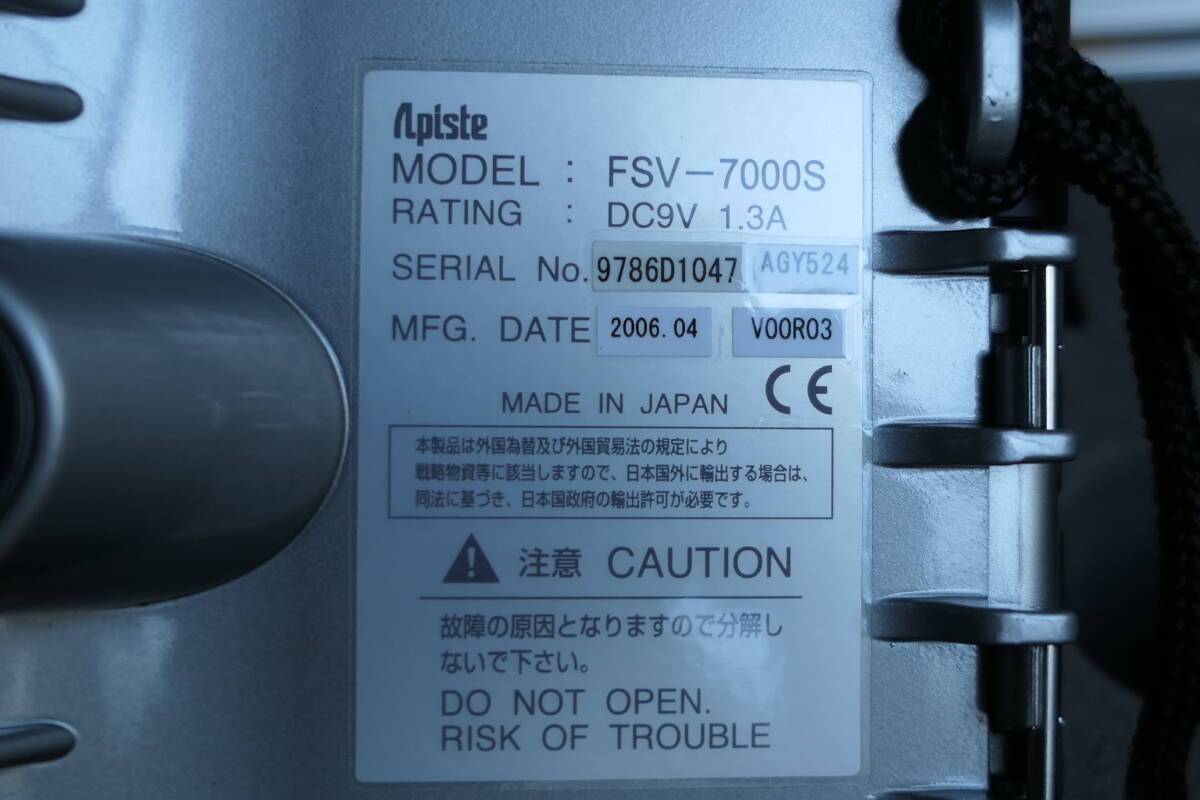 Apiste
MODEL : FSV-7000S
RATING : DC9V 1.3A
SERIAL No. 9786D1047 AGY524
MFG. DATE 2006.04 V00R03
MADE IN JAPAN CE
本製品は外国為替及び外国貿易法の規定により
戦略物資等に該当しますので、日本国外に輸出する場合は、
同法に基づき、日本国政府の輸出許可が必要です。
注意 CAUTION
故障の原因となりますので分解し
ないで下さい。
DO NOT OPEN.
RISK OF TROUBLE